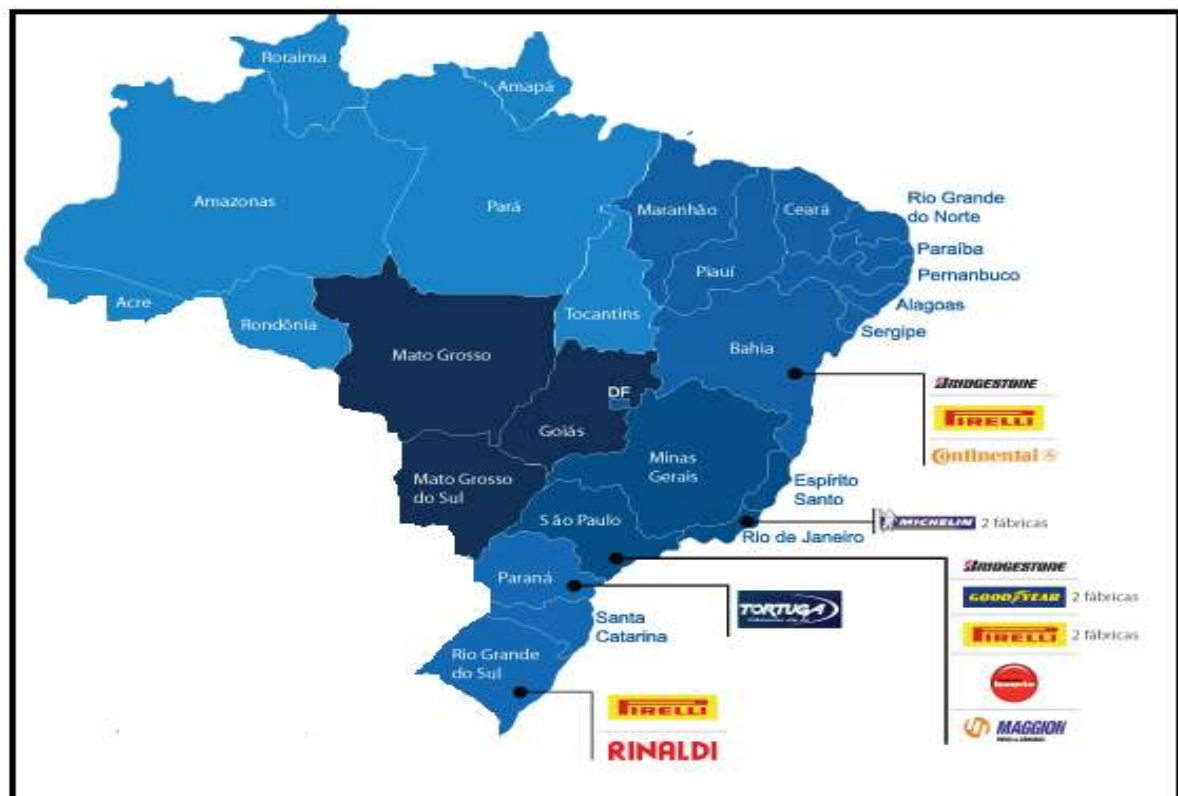 Roraima
Amapá
Amazonas
Pará
Maranhão
Ceará
Rio Grande
do Norte
Paraíba
Pernanbuco
Piauí
Alagoas
Acre
Rondônia
Tocantins
Sergipe
Mato Grosso
Bahia
DF
BRIDGESTONE
PIRELLI
Continental
Goiás
Minas
Gerais
Mato Grosso
do Sul
Espírito
Santo
São Paulo
MICHELIN 2 fábricas
Rio de Janeiro
BRIDGESTONE
Paraná
GOODYEAR 2 fábricas
TORTUGA
Santa
Catarina
PIRELLI 2 fábricas
Rio Grande
do Sul
PIRELLI
MAGGION
RINALDI